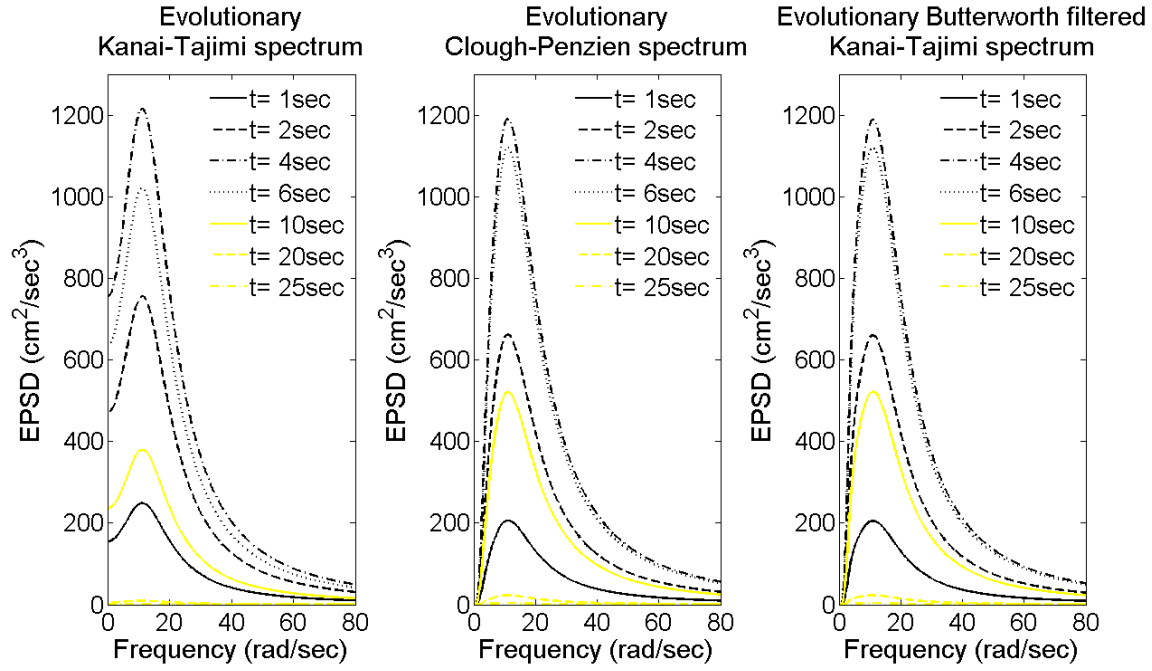 Evolutionary
Kanai-Tajimi spectrum
EPSD (cm²/sec³)
1200
1000
800
600
400
200
0
t= 1sec
t= 2sec
t= 4sec
t= 6sec
t= 10sec
t= 20sec
t= 25sec
0 20 40 60 80
Frequency (rad/sec)
Evolutionary
Clough-Penzien spectrum
EPSD (cm²/sec³)
1200
1000
800
600
400
200
0
t= 1sec
t= 2sec
t= 4sec
t= 6sec
t= 10sec
t= 20sec
t= 25sec
0 20 40 60 80
Frequency (rad/sec)
Evolutionary Butterworth filtered
Kanai-Tajimi spectrum
EPSD (cm²/sec³)
1200
1000
800
600
400
200
0
t= 1sec
t= 2sec
t= 4sec
t= 6sec
t= 10sec
t= 20sec
t= 25sec
0 20 40 60 80
Frequency (rad/sec)